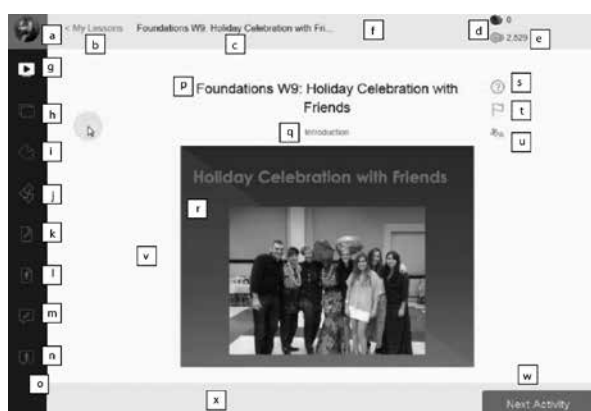 a
< My Lessons
Foundations W9: Holiday Celebration with Fri...
b
c
f
d
0
2,529
e
g
h
i
j
k
l
m
n
o
p
Foundations W9: Holiday Celebration with
Friends
q
Introduction
s
t
u
Holiday Celebration with Friends
r
v
w
x
Next Activity